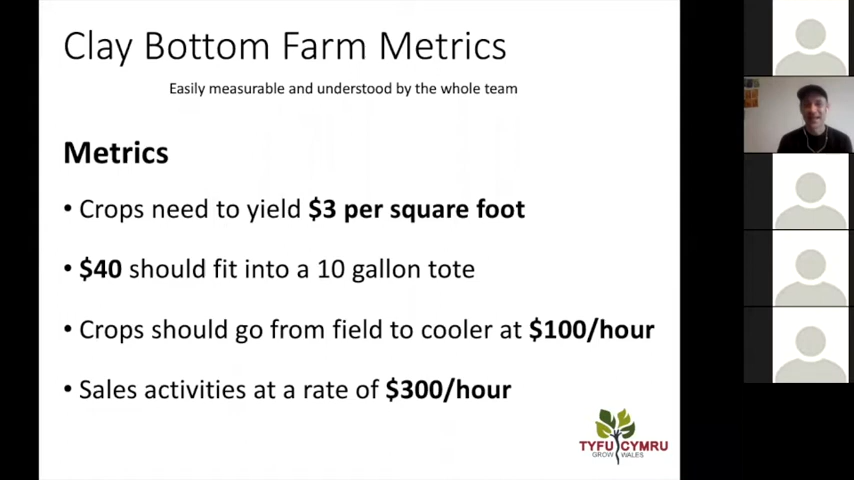 Clay Bottom Farm Metrics
Easily measurable and understood by the whole team
Metrics
• Crops need to yield $3 per square foot
• $40 should fit into a 10 gallon tote
• Crops should go from field to cooler at $100/hour
• Sales activities at a rate of $300/hour
TYFU CYMRU
GROW WALES